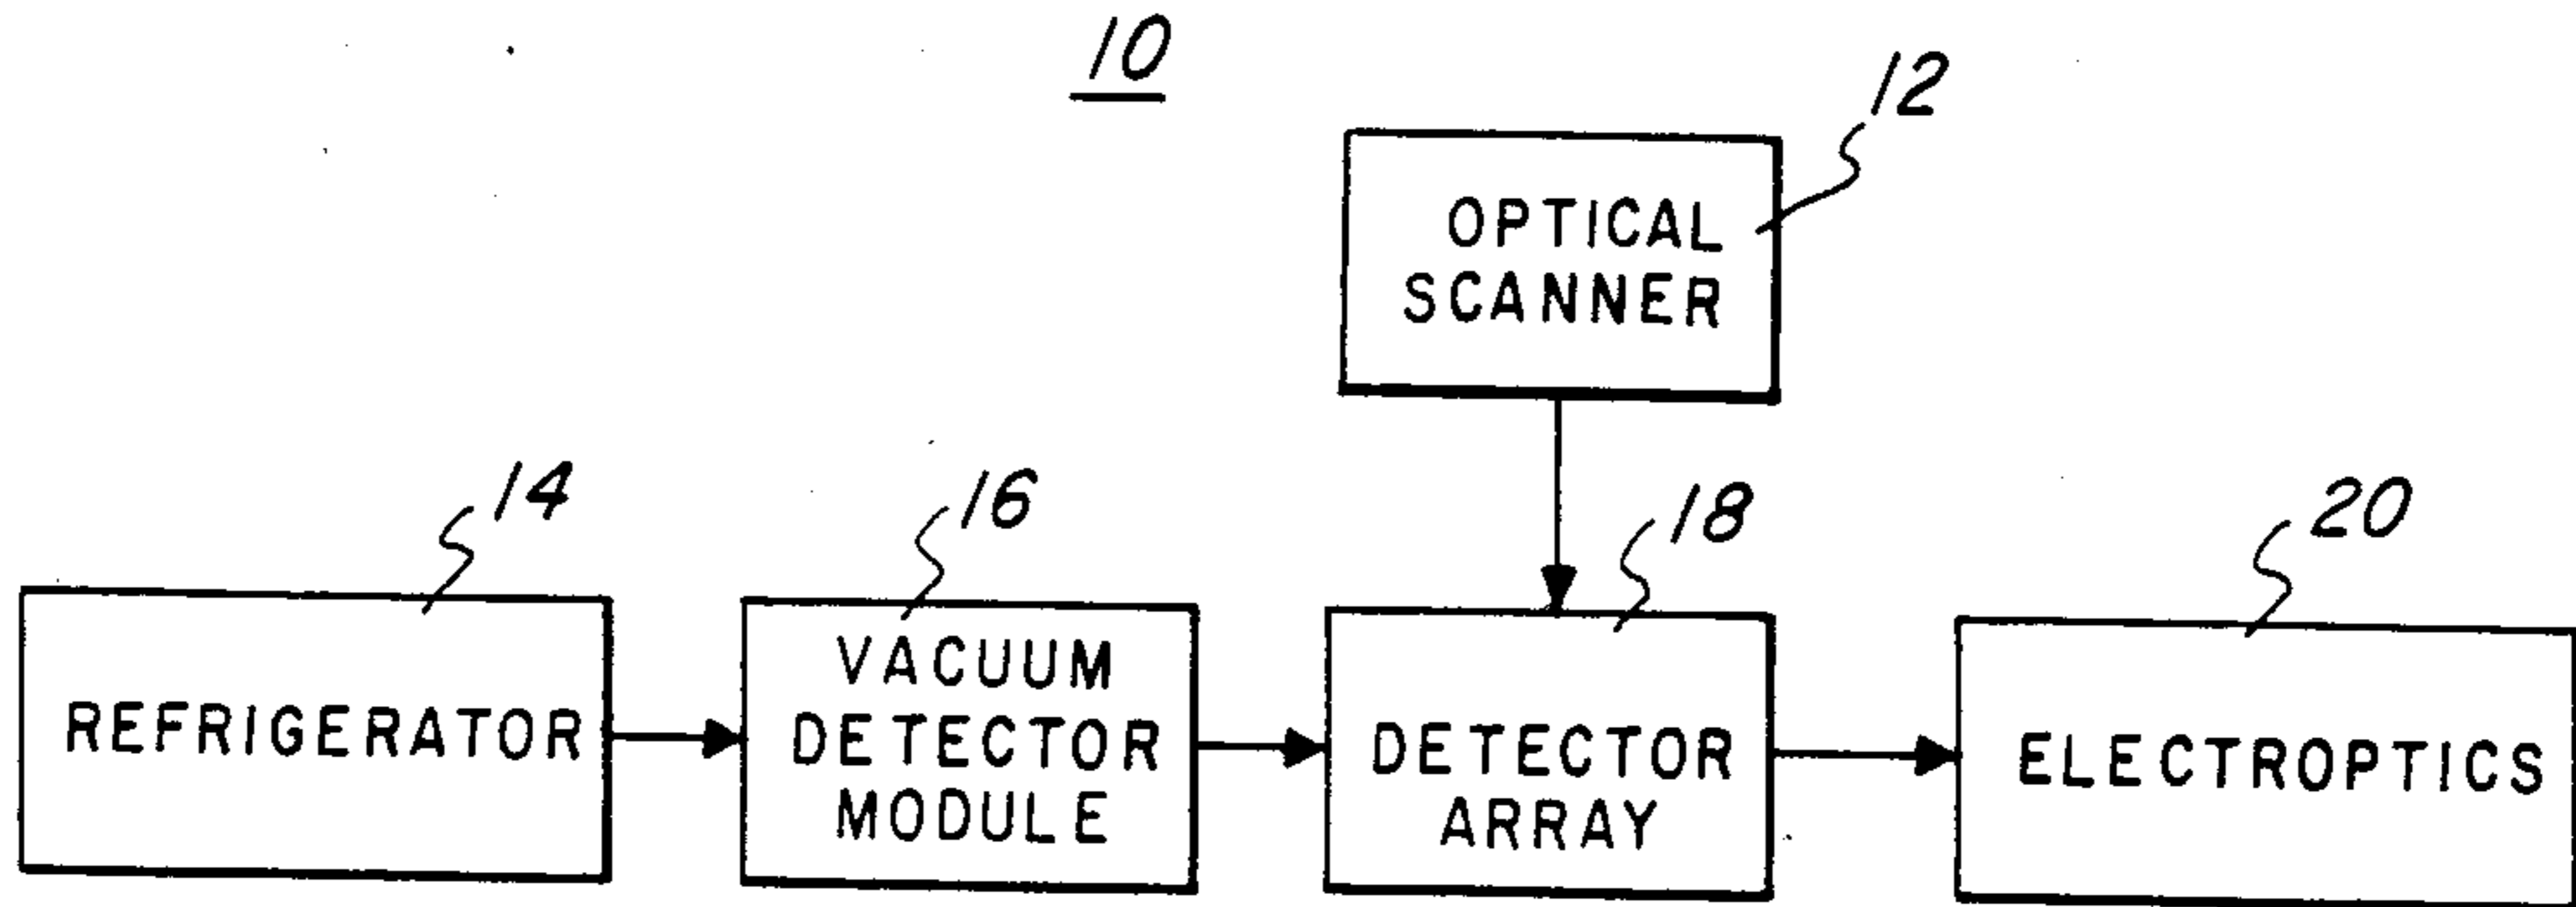 10
12
OPTICAL
SCANNER
14
16
18
20
REFRIGERATOR
VACUUM
DETECTOR
MODULE
DETECTOR
ARRAY
ELECTROPTICS